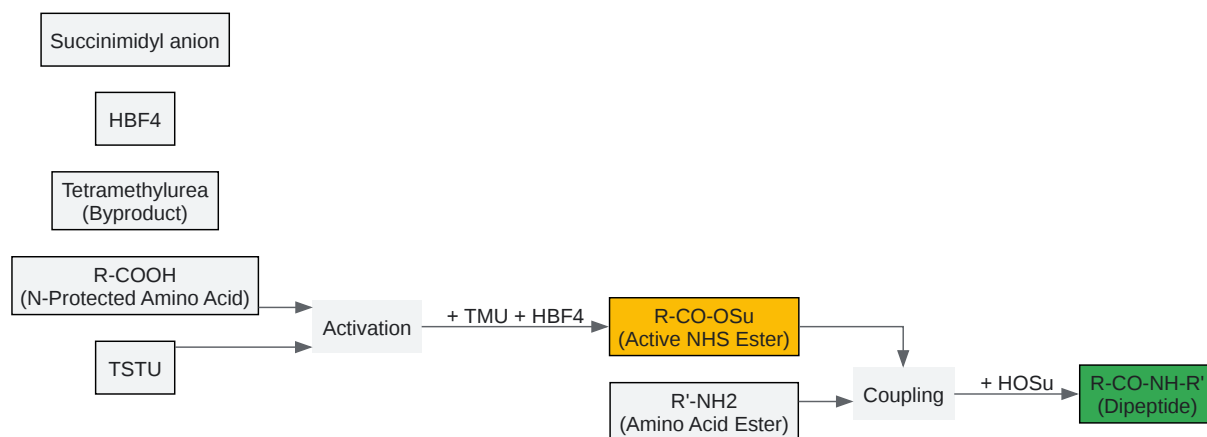 Succinimidyl anion
HBF4
Tetramethylurea
(Byproduct)
R-COOH
(N-Protected Amino Acid)
TSTU
Activation
+ TMU + HBF4
R-CO-OSu
(Active NHS Ester)
R'-NH2
(Amino Acid Ester)
Coupling
+ HOSu
R-CO-NH-R'
(Dipeptide)